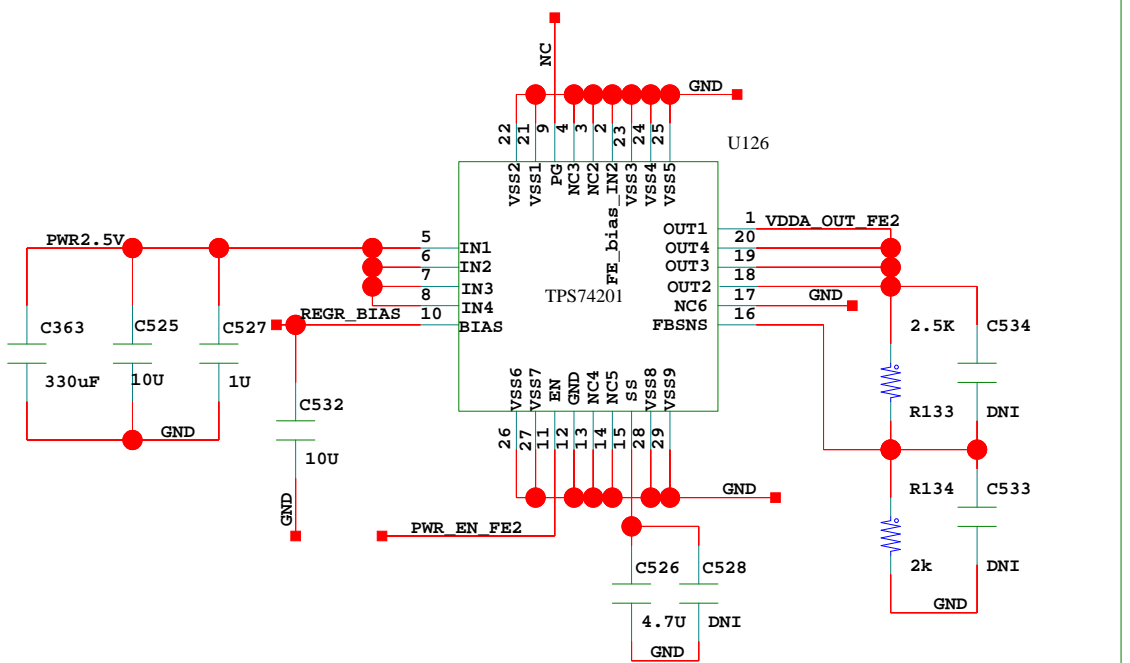 NC
GND
22
21
9
4
3
2
23
24
25
U126
VSS2
VSS1
PG
NC3
NC2
FE_bias_IN2
VSS3
VSS4
VSS5
PWR2.5V
5
IN1
6
IN2
7
IN3
8
IN4
REGR_BIAS
10
BIAS
TPS74201
OUT1
1
VDDA_OUT_FE2
OUT4
20
OUT3
19
OUT2
18
NC6
17
GND
FBSNS
16
C363
330uF
C525
10U
C527
1U
GND
C532
10U
GND
2.5K
R133
C534
DNI
R134
2k
C533
DNI
GND
VSS6
VSS7
EN
GND
NC4
NC5
SS
VSS8
VSS9
26
27
11
12
13
14
15
28
29
GND
PWR_EN_FE2
C526
4.7U
C528
DNI
GND